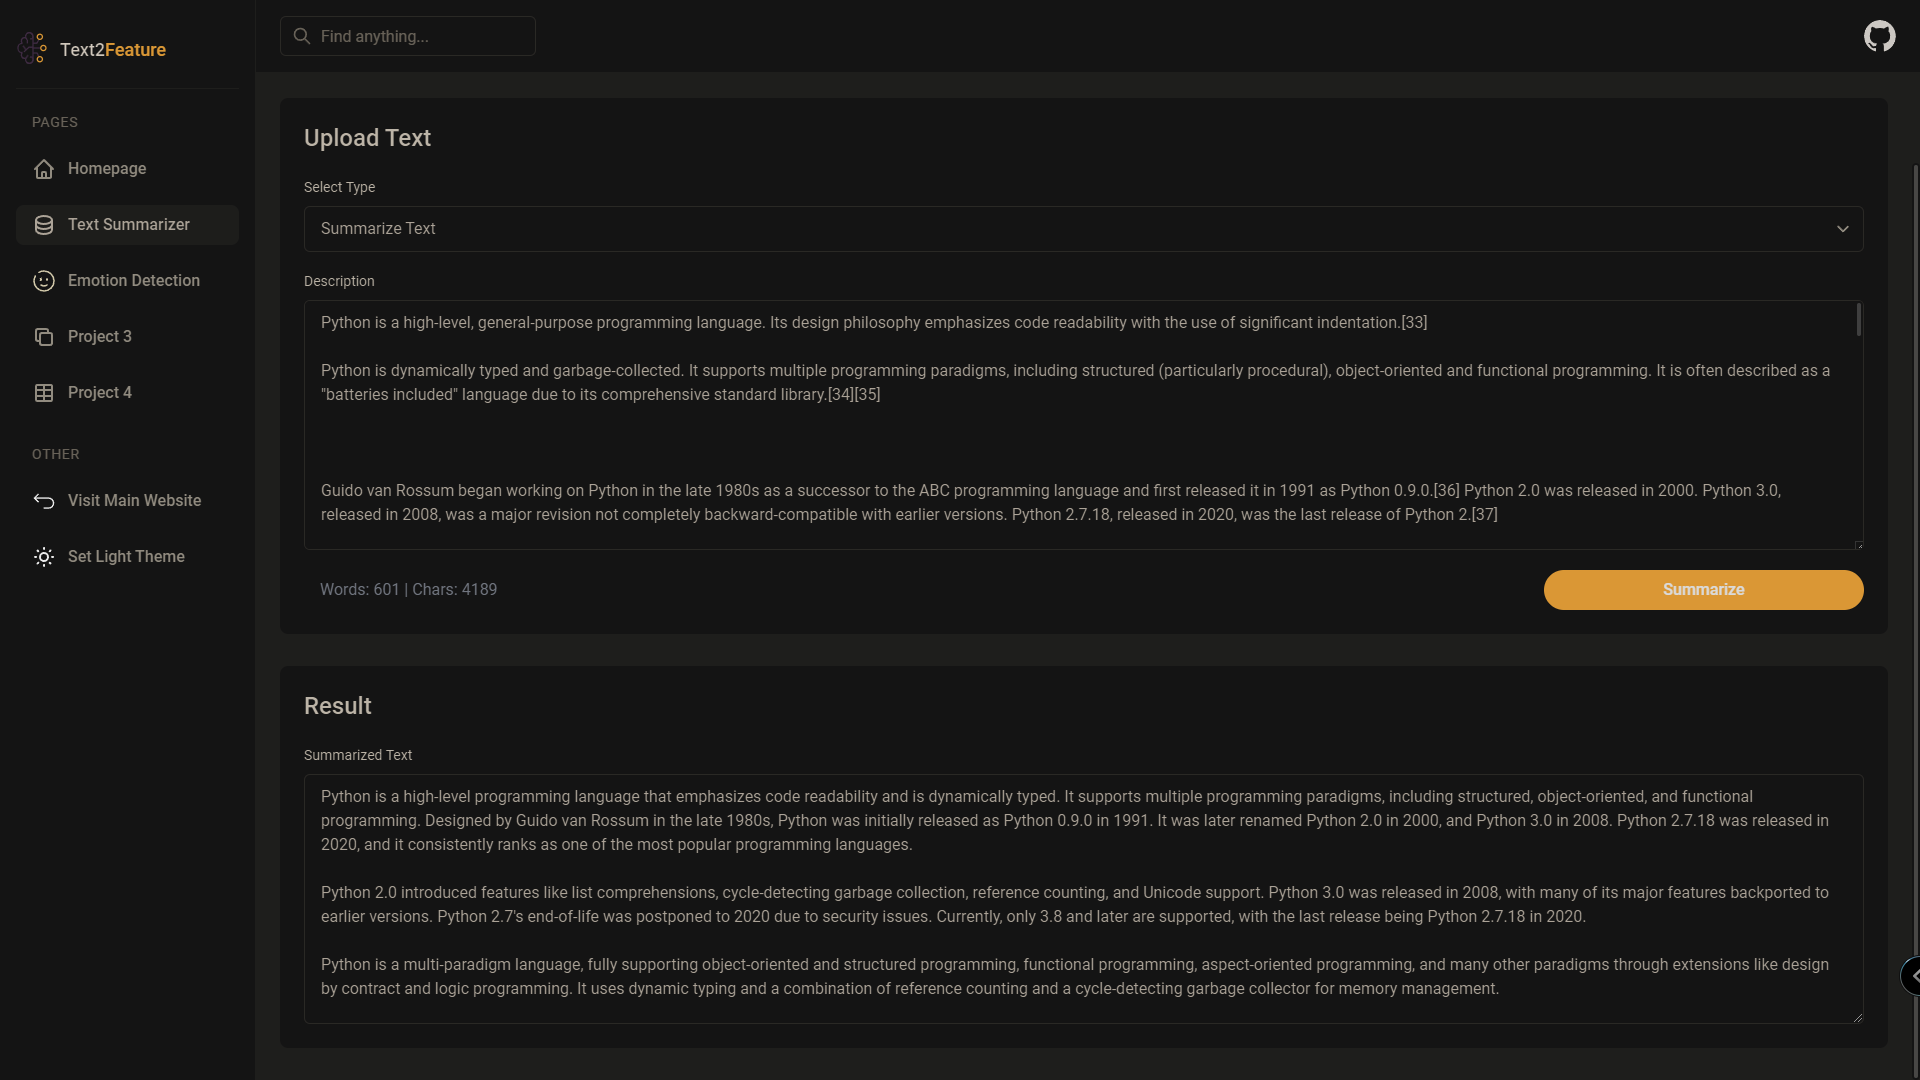 Text2Feature
Find anything...
PAGES
Homepage
Text Summarizer
Emotion Detection
Project 3
Project 4
OTHER
Visit Main Website
Set Light Theme
Upload Text
Select Type
Summarize Text
Description
Python is a high-level, general-purpose programming language. Its design philosophy emphasizes code readability with the use of significant indentation.[33]
Python is dynamically typed and garbage-collected. It supports multiple programming paradigms, including structured (particularly procedural), object-oriented and functional programming. It is often described as a
"batteries included" language due to its comprehensive standard library.[34][35]
Guido van Rossum began working on Python in the late 1980s as a successor to the ABC programming language and first released it in 1991 as Python 0.9.0.[36] Python 2.0 was released in 2000. Python 3.0,
released in 2008, was a major revision not completely backward-compatible with earlier versions. Python 2.7.18, released in 2020, was the last release of Python 2.[37]
Words: 601 | Chars: 4189
Summarize
Result
Summarized Text
Python is a high-level programming language that emphasizes code readability and is dynamically typed. It supports multiple programming paradigms, including structured, object-oriented, and functional
programming. Designed by Guido van Rossum in the late 1980s, Python was initially released as Python 0.9.0 in 1991. It was later renamed Python 2.0 in 2000, and Python 3.0 in 2008. Python 2.7.18 was released in
2020, and it consistently ranks as one of the most popular programming languages.
Python 2.0 introduced features like list comprehensions, cycle-detecting garbage collection, reference counting, and Unicode support. Python 3.0 was released in 2008, with many of its major features backported to
earlier versions. Python 2.7's end-of-life was postponed to 2020 due to security issues. Currently, only 3.8 and later are supported, with the last release being Python 2.7.18 in 2020.
Python is a multi-paradigm language, fully supporting object-oriented and structured programming, functional programming, aspect-oriented programming, and many other paradigms through extensions like design
by contract and logic programming. It uses dynamic typing and a combination of reference counting and a cycle-detecting garbage collector for memory management.